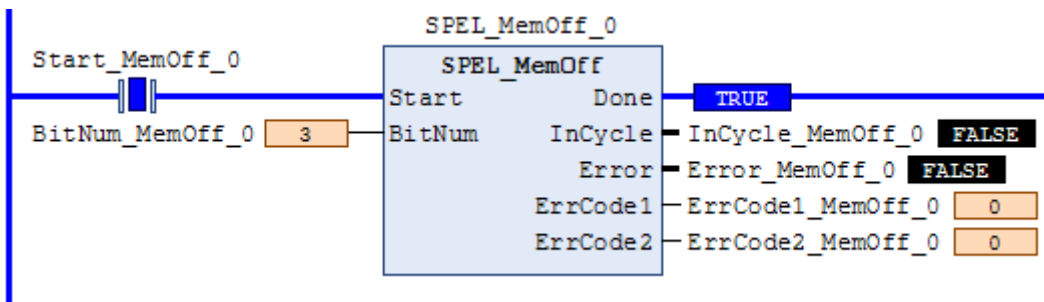 SPEL_MemOff_0
Start_MemOff_0
SPEL_MemOff
Start Done TRUE
BitNum_MemOff_0 3 BitNum InCycle InCycle_MemOff_0 FALSE
Error Error_MemOff_0 FALSE
ErrCode1 ErrCode1_MemOff_0 0
ErrCode2 ErrCode2_MemOff_0 0